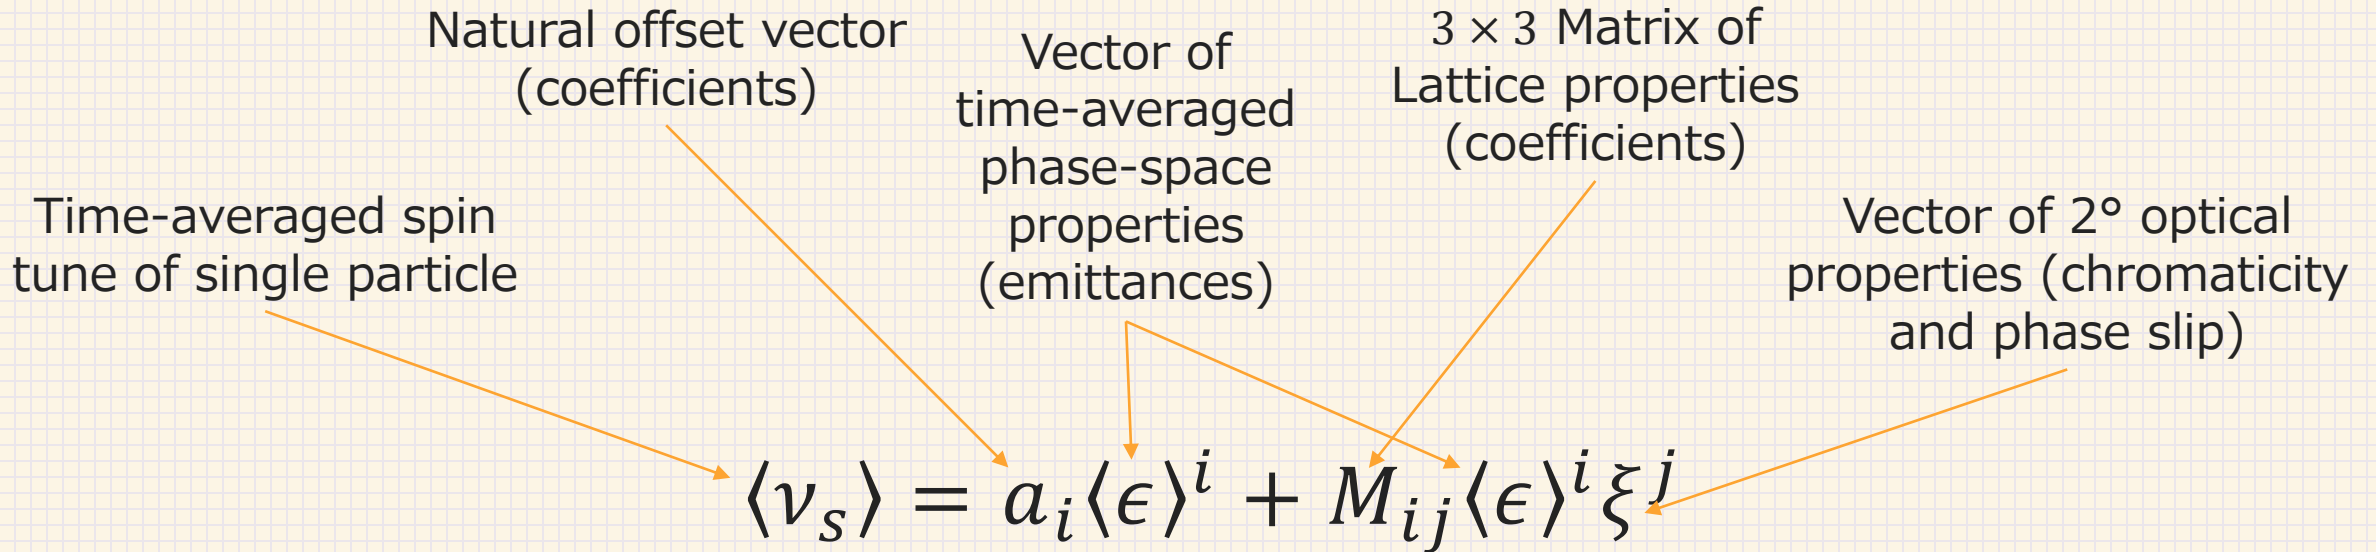 Natural offset vector
(coefficients)
Vector of
time-averaged
phase-space
properties
(emittances)
3 × 3 Matrix of
Lattice properties
(coefficients)
Time-averaged spin
tune of single particle
Vector of 2° optical
properties (chromaticity
and phase slip)
⟨𝜈ₛ⟩ = 𝑎ᵢ⟨𝜖⟩ⁱ + 𝑀ᵢⱼ⟨𝜖⟩ⁱ𝜉ʲ